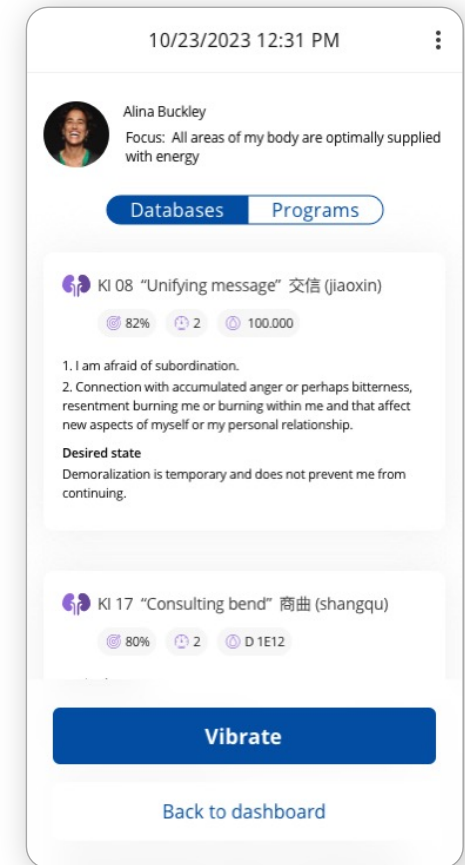 10/23/2023 12:31 PM
Alina Buckley
Focus: All areas of my body are optimally supplied
with energy
Databases
Programs
KI 08 “Unifying message” 交信 (jiaoxin)
82%
2
100.000
1. I am afraid of subordination.
2. Connection with accumulated anger or perhaps bitterness,
resentment burning me or burning within me and that affect
new aspects of myself or my personal relationship.
Desired state
Demoralization is temporary and does not prevent me from
continuing.
KI 17 “Consulting bend” 商曲 (shangqu)
80%
2
D 1E12
Vibrate
Back to dashboard